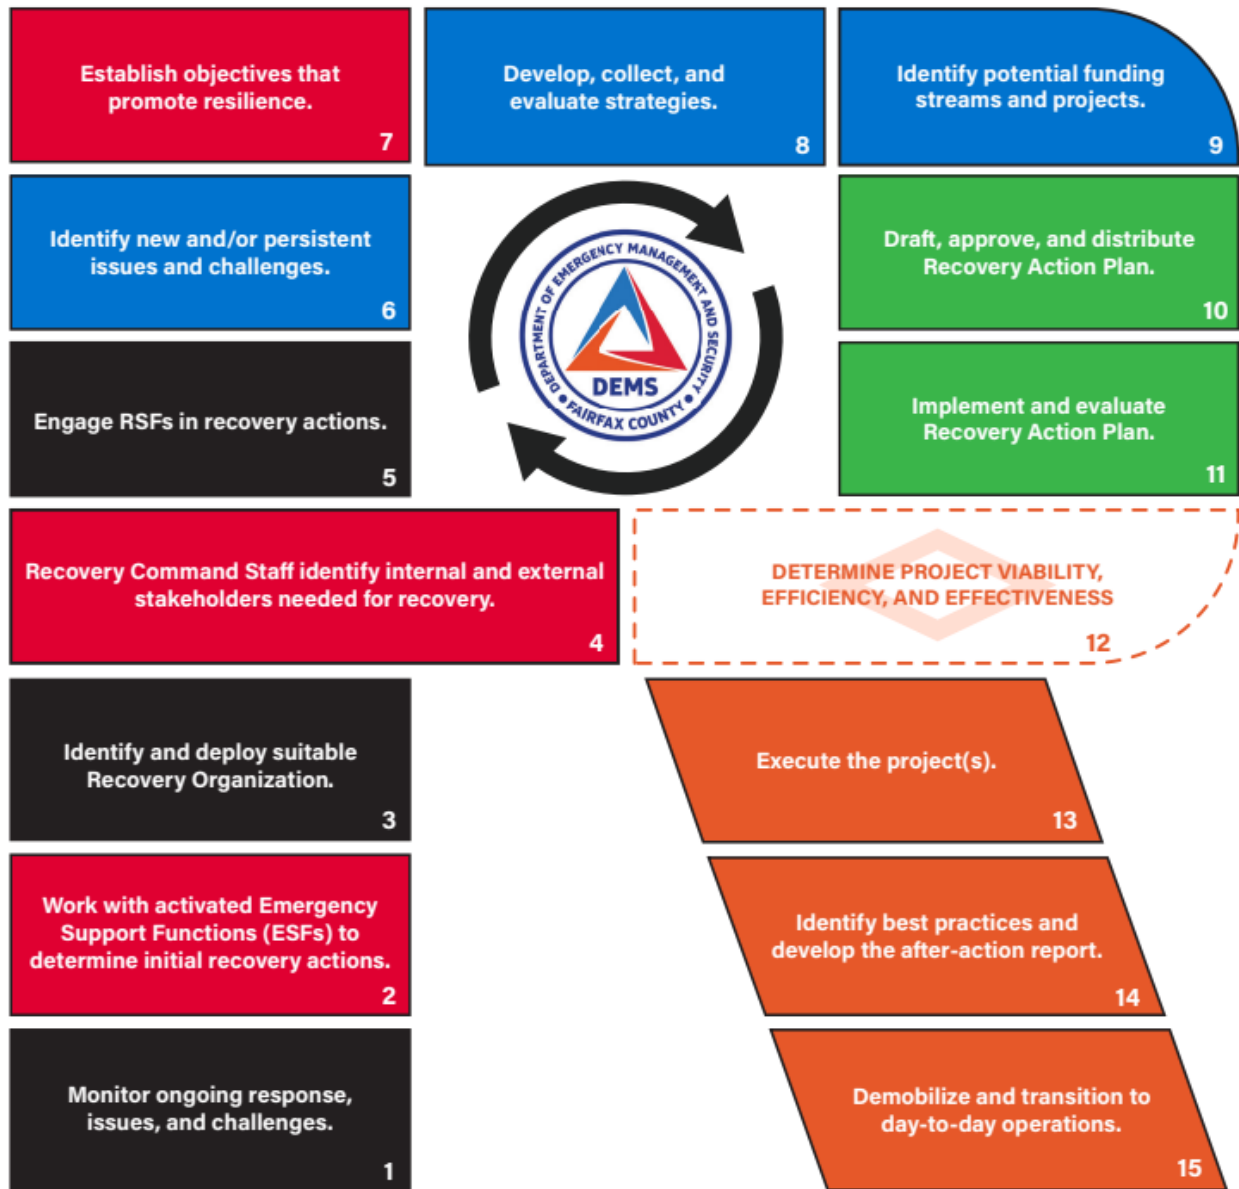 Establish objectives that
promote resilience.
7
Develop, collect, and
evaluate strategies.
8
Identify potential funding
streams and projects.
9
Identify new and/or persistent
issues and challenges.
6
DEPARTMENT OF EMERGENCY MANAGEMENT AND SECURITY
DEMS
FAIRFAX COUNTY
Draft, approve, and distribute
Recovery Action Plan.
10
Engage RSFs in recovery actions.
5
Implement and evaluate
Recovery Action Plan.
11
Recovery Command Staff identify internal and external
stakeholders needed for recovery.
4
DETERMINE PROJECT VIABILITY,
EFFICIENCY, AND EFFECTIVENESS
12
Identify and deploy suitable
Recovery Organization.
3
Execute the project(s).
13
Work with activated Emergency
Support Functions (ESFs) to
determine initial recovery actions.
2
Identify best practices and
develop the after-action report.
14
Monitor ongoing response,
issues, and challenges.
1
Demobilize and transition to
day-to-day operations.
15